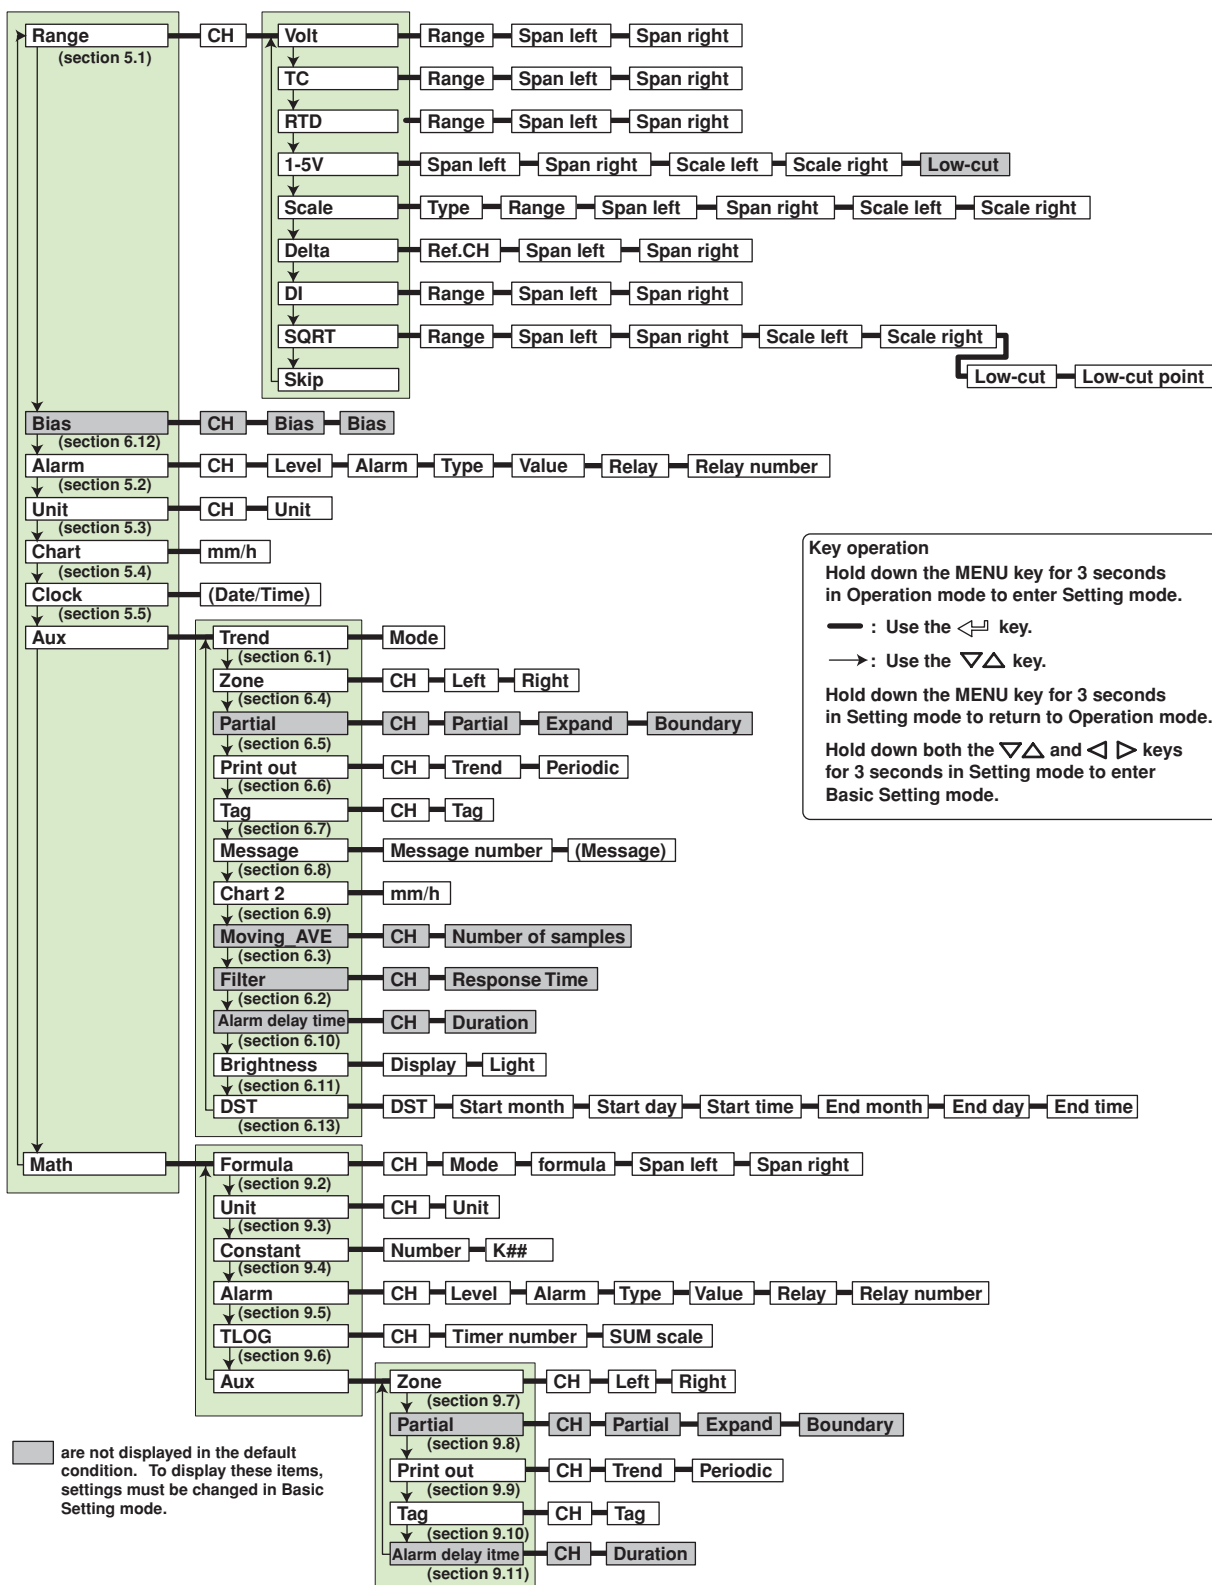 Range CH Volt Range Span left Span right
(section 5.1)
TC Range Span left Span right
RTD Range Span left Span right
1-5V Span left Span right Scale left Scale right Low-cut
Scale Type Range Span left Span right Scale left Scale right
Delta Ref.CH Span left Span right
DI Range Span left Span right
SQRT Range Span left Span right Scale left Scale right
Skip Low-cut Low-cut point
Bias CH Bias Bias
(section 6.12)
Alarm CH Level Alarm Type Value Relay Relay number
(section 5.2)
Unit CH Unit
(section 5.3)
Chart mm/h
(section 5.4)
Clock (Date/Time)
(section 5.5)
Aux Trend Mode
(section 6.1)
Zone CH Left Right
(section 6.4)
Partial CH Partial Expand Boundary
(section 6.5)
Print out CH Trend Periodic
(section 6.6)
Tag CH Tag
(section 6.7)
Message Message number (Message)
(section 6.8)
Chart 2 mm/h
(section 6.9)
Moving_AVE CH Number of samples
(section 6.3)
Filter CH Response Time
(section 6.2)
Alarm delay time CH Duration
(section 6.10)
Brightness Display Light
(section 6.11)
DST DST Start month Start day Start time End month End day End time
(section 6.13)
Key operation
Hold down the MENU key for 3 seconds
in Operation mode to enter Setting mode.
: Use the key.
: Use the ▽△ key.
Hold down the MENU key for 3 seconds
in Setting mode to return to Operation mode.
Hold down both the ▽△ and ◁ ▷ keys
for 3 seconds in Setting mode to enter
Basic Setting mode.
Math Formula CH Mode formula Span left Span right
(section 9.2)
Unit CH Unit
(section 9.3)
Constant Number K##
(section 9.4)
Alarm CH Level Alarm Type Value Relay Relay number
(section 9.5)
TLOG CH Timer number SUM scale
(section 9.6)
Aux Zone CH Left Right
(section 9.7)
Partial CH Partial Expand Boundary
(section 9.8)
Print out CH Trend Periodic
(section 9.9)
Tag CH Tag
(section 9.10)
Alarm delay itme CH Duration
(section 9.11)
are not displayed in the default
condition. To display these items,
settings must be changed in Basic
Setting mode.